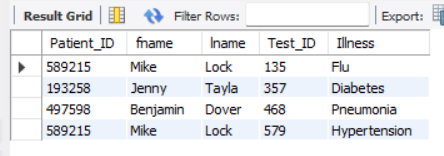 Result Grid Filter Rows: Export:
Patient_ID fname lname Test_ID Illness
589215 Mike Lock 135 Flu
193258 Jenny Tayla 357 Diabetes
497598 Benjamin Dover 468 Pneumonia
589215 Mike Lock 579 Hypertension